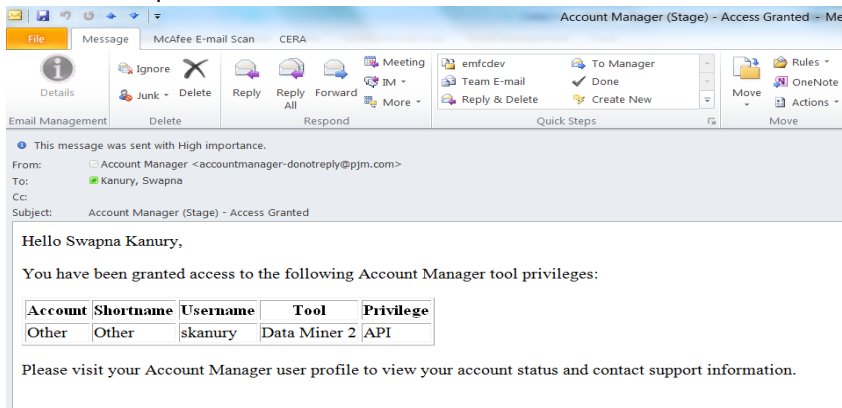 Account Manager (Stage) - Access Granted - Me
File Message McAfee E-mail Scan CERA
Details
Ignore
Junk
Delete
Reply
Reply All
Forward
Meeting
IM
More
emfcdev
Team E-mail
Reply & Delete
To Manager
Done
Create New
Move
Rules
OneNote
Actions
Email Management Delete Respond Quick Steps Move
This message was sent with High importance.
From: Account Manager <accountmanager-donotreply@pjm.com>
To: Kanury, Swapna
Cc:
Subject: Account Manager (Stage) - Access Granted
Hello Swapna Kanury,
You have been granted access to the following Account Manager tool privileges:
Account Shortname Username Tool Privilege
Other Other skanury Data Miner 2 API
Please visit your Account Manager user profile to view your account status and contact support information.